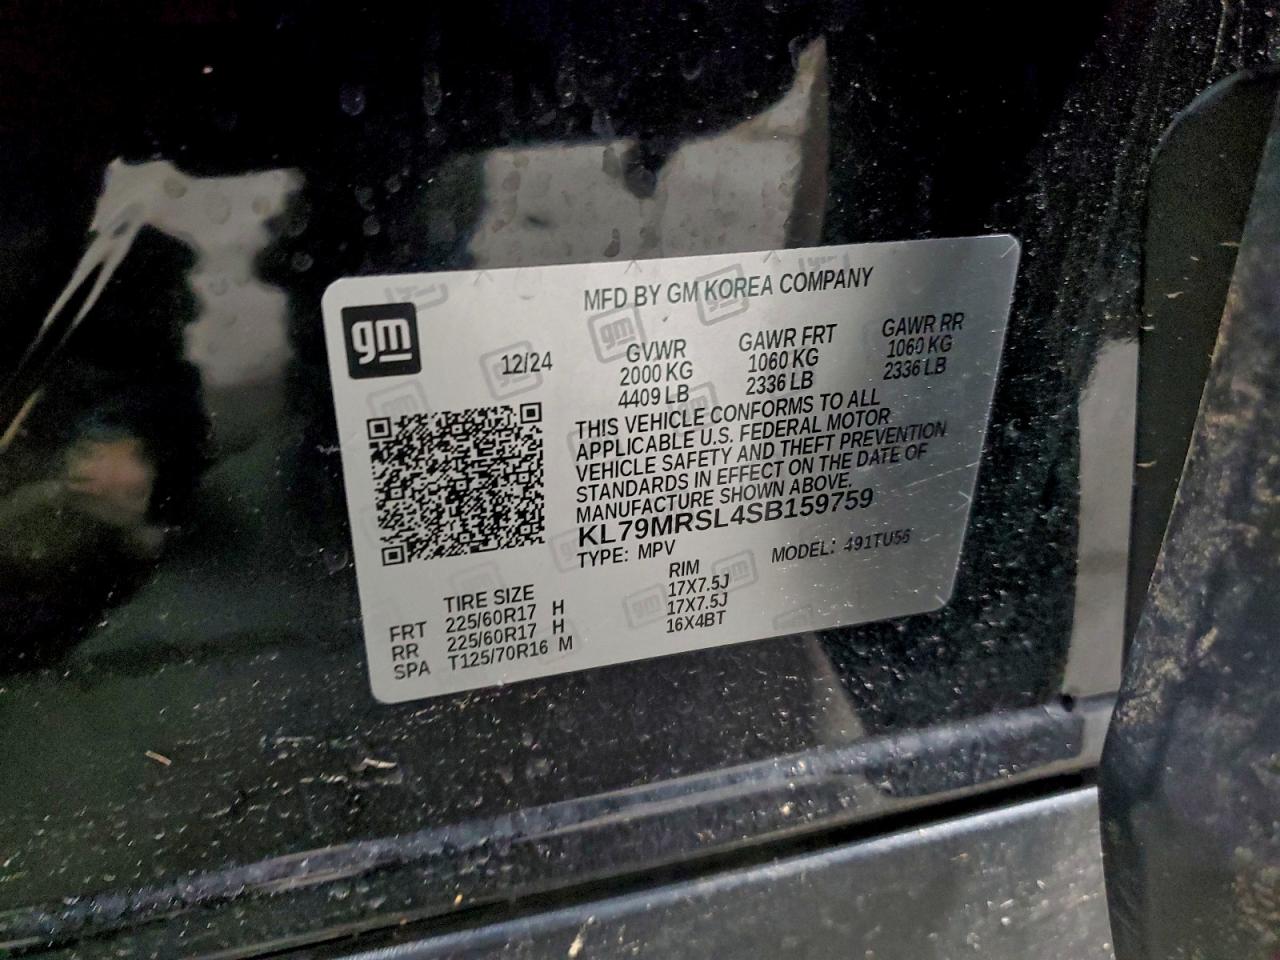 gm
MFD BY GM KOREA COMPANY
12/24
GVWR GAWR FRT GAWR RR
2000 KG 1060 KG 1060 KG
4409 LB 2336 LB 2336 LB
THIS VEHICLE CONFORMS TO ALL
APPLICABLE U.S. FEDERAL MOTOR
VEHICLE SAFETY AND THEFT PREVENTION
STANDARDS IN EFFECT ON THE DATE OF
MANUFACTURE SHOWN ABOVE.
KL79MRSL4SB159759
TYPE: MPV MODEL: 491TU56
TIRE SIZE RIM
FRT 225/60R17 H 17X7.5J
RR 225/60R17 H 17X7.5J
SPA T125/70R16 M 16X4BT